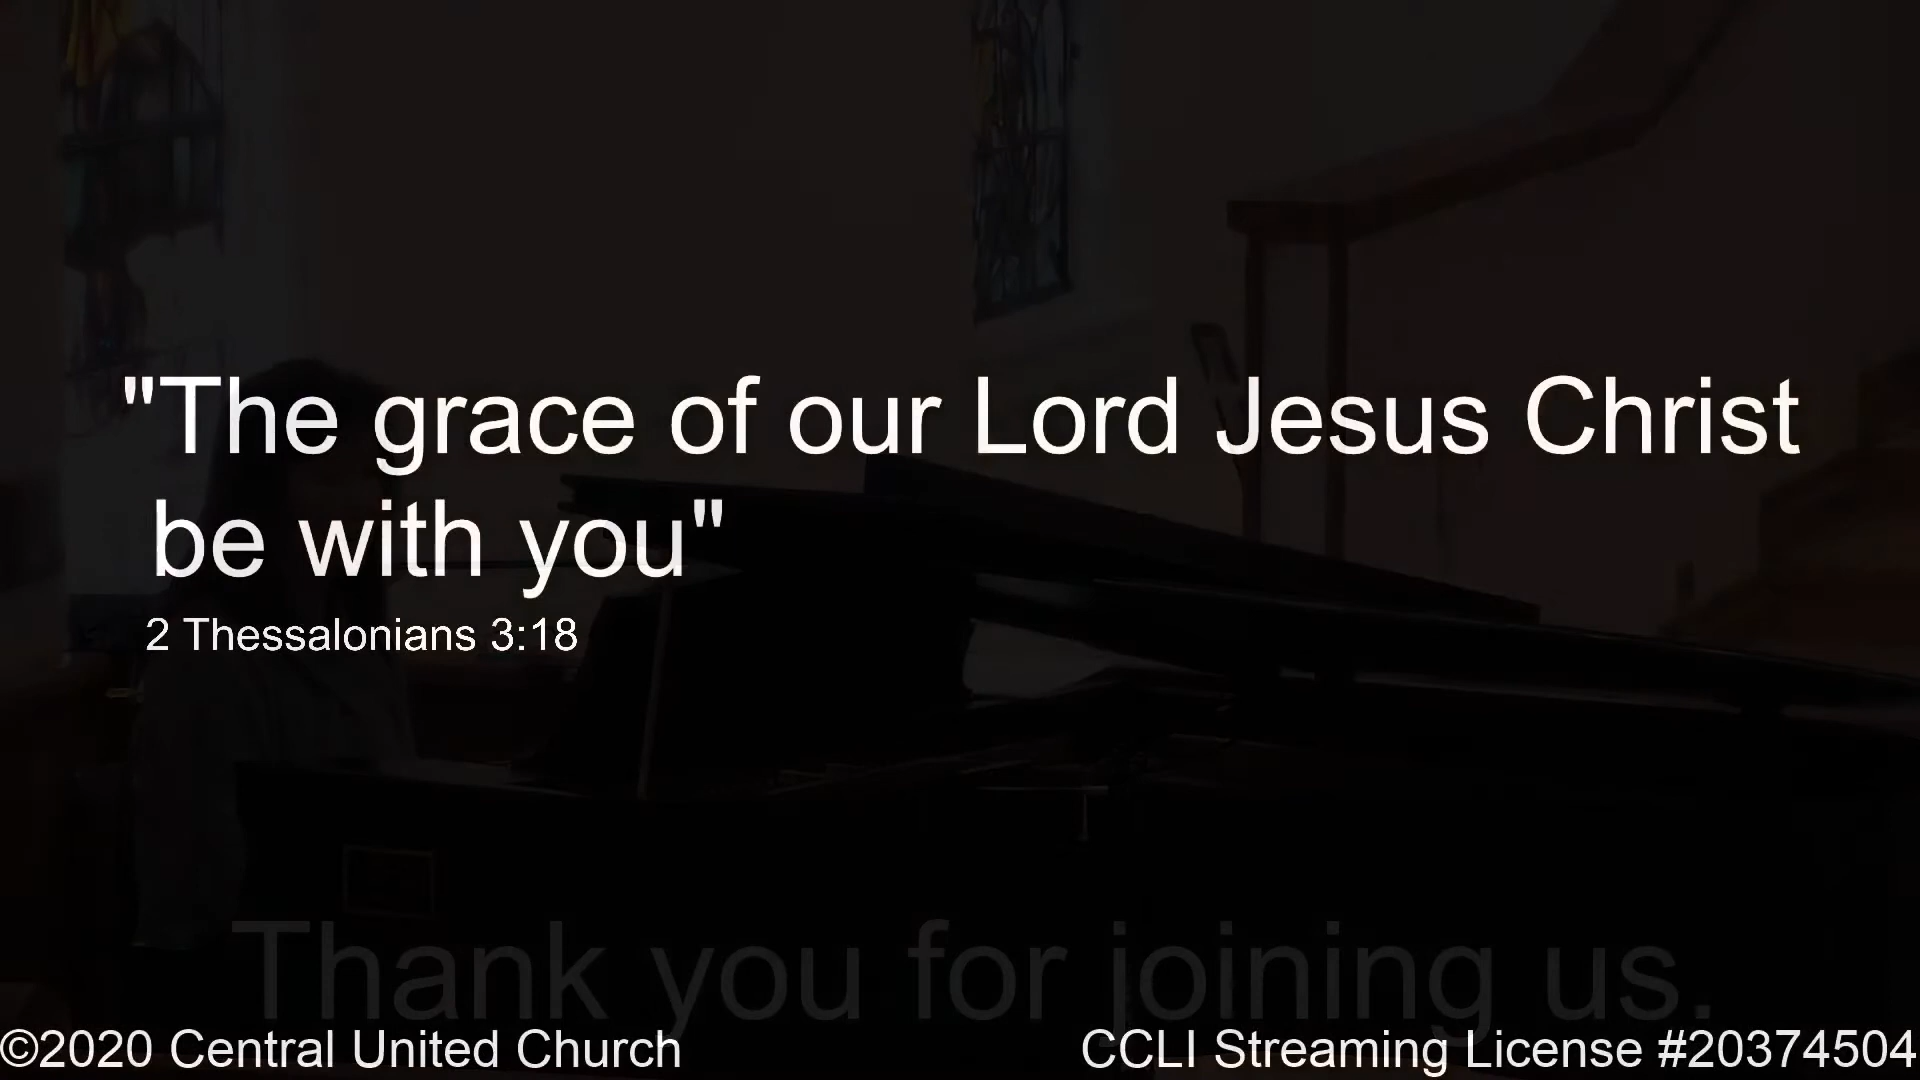 "The grace of our Lord Jesus Christ
be with you"
2 Thessalonians 3:18
Thank you for joining us.
©2020 Central United Church
CCLI Streaming License #20374504